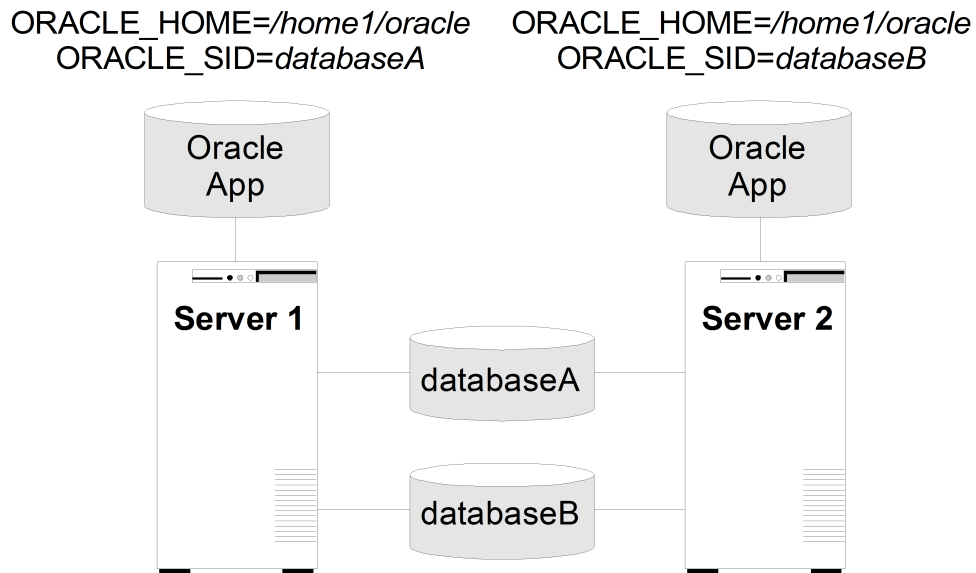 ORACLE_HOME=/home1/oracle
ORACLE_SID=databaseA
ORACLE_HOME=/home1/oracle
ORACLE_SID=databaseB
Oracle
App
Oracle
App
Server 1
Server 2
databaseA
databaseB